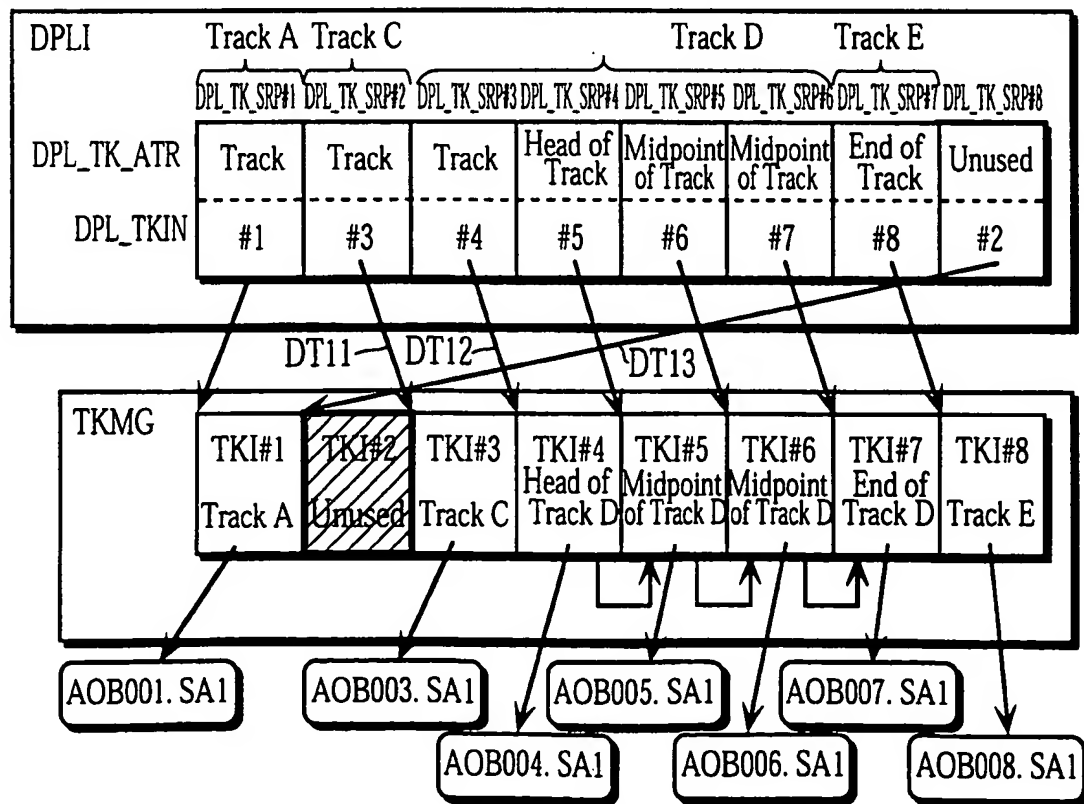 DPLI
Track A Track C Track D Track E
DPL_TK_SRP#1 DPL_TK_SRP#2 DPL_TK_SRP#3 DPL_TK_SRP#4 DPL_TK_SRP#5 DPL_TK_SRP#6 DPL_TK_SRP#7 DPL_TK_SRP#8
DPL_TK_ATR
Track
Track
Track
Head of
Track
Midpoint
of Track
Midpoint
of Track
End of
Track
Unused
DPL_TKIN
#1 #3 #4 #5 #6 #7 #8 #2
DT11 DT12 DT13
TKMG
TKI#1
Track A
TKI#2
Unused
TKI#3
Track C
TKI#4
Head of
Track D
TKI#5
Midpoint
of Track D
TKI#6
Midpoint
of Track D
TKI#7
End of
Track D
TKI#8
Track E
AOB001. SA1 AOB003. SA1 AOB005. SA1 AOB007. SA1
AOB004. SA1 AOB006. SA1 AOB008. SA1